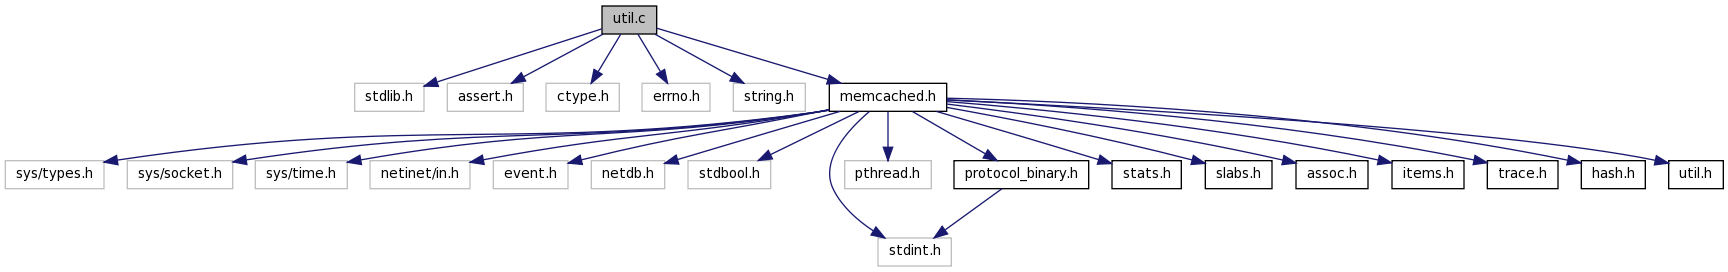 util.c
stdlib.h
assert.h
ctype.h
errno.h
string.h
memcached.h
sys/types.h
sys/socket.h
sys/time.h
netinet/in.h
event.h
netdb.h
stdbool.h
pthread.h
protocol_binary.h
stats.h
slabs.h
assoc.h
items.h
trace.h
hash.h
util.h
stdint.h